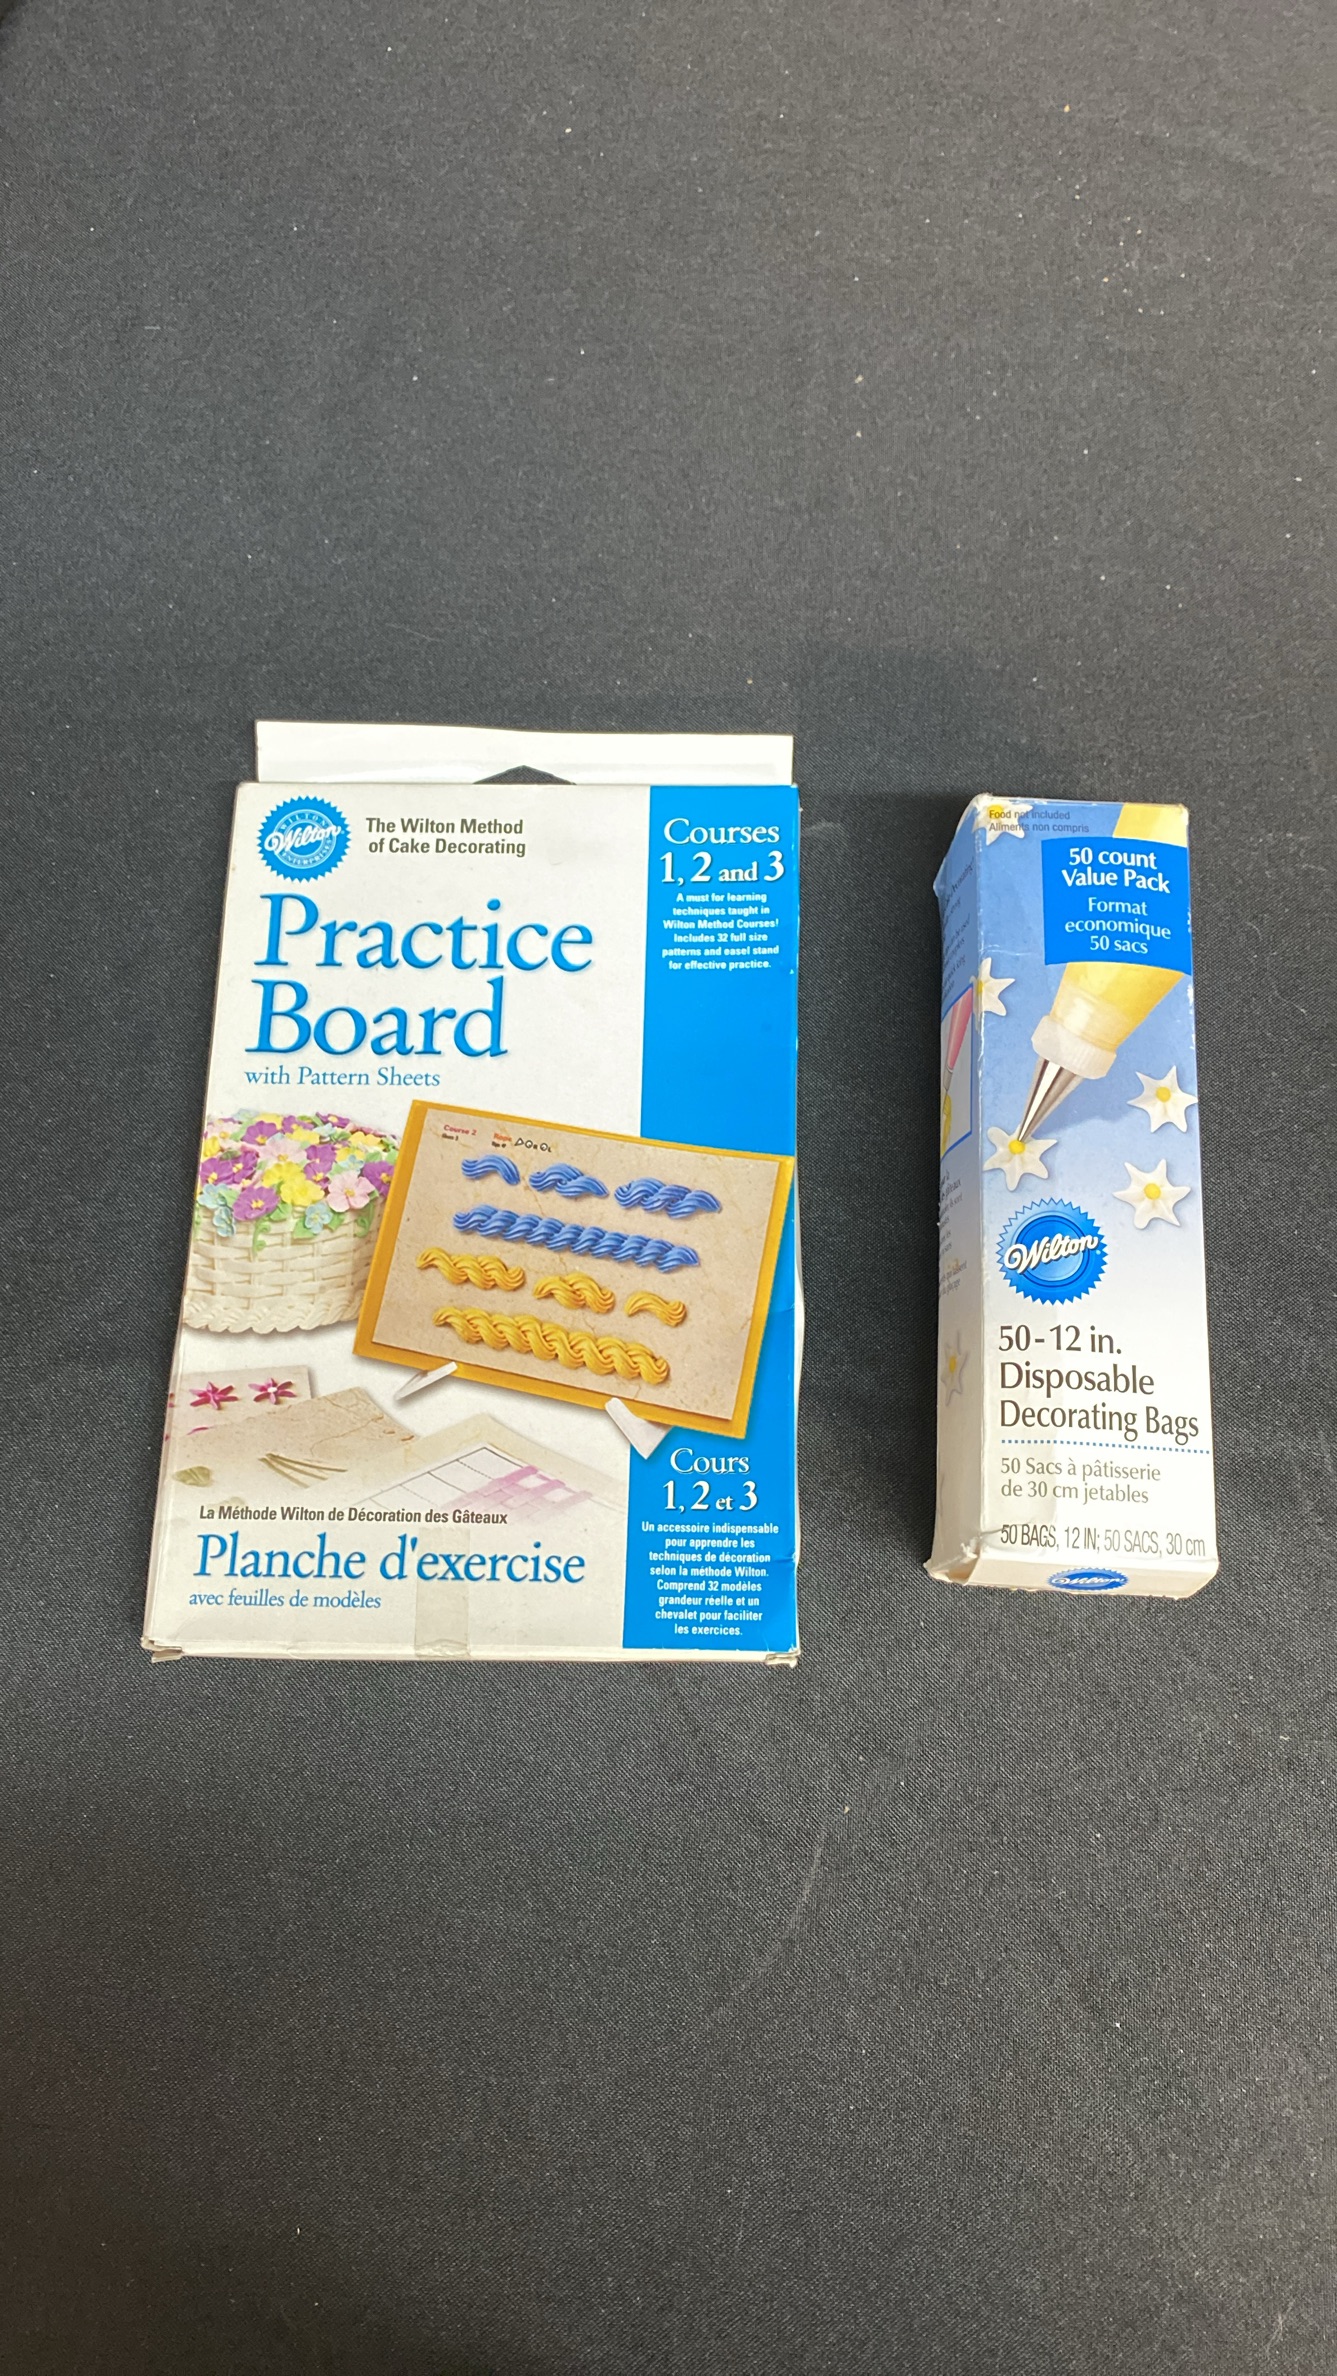 Wilton
WILTON
ENTERPRISES
The Wilton Method
of Cake Decorating
Practice
Board
with Pattern Sheets
Courses
1, 2 and 3
A must for learning
techniques taught in
Wilton Method Courses!
Includes 32 full size
patterns and easel stand
for effective practice.
Course 2
La Méthode Wilton de Décoration des Gâteaux
Planche d'exercise
avec feuilles de modèles
Cours
1, 2 et 3
Un accessoire indispensable
pour apprendre les
techniques de décoration
selon la méthode Wilton.
Comprend 32 modèles
grandeur réelle et un
chevalet pour faciliter
les exercices.
Food not included
Aliments non compris
50 count
Value Pack
Format
economique
50 sacs
Wilton
50-12 in.
Disposable
Decorating Bags
50 Sacs à pâtisserie
de 30 cm jetables
50 BAGS, 12 IN; 50 SACS, 30 cm
Wilton